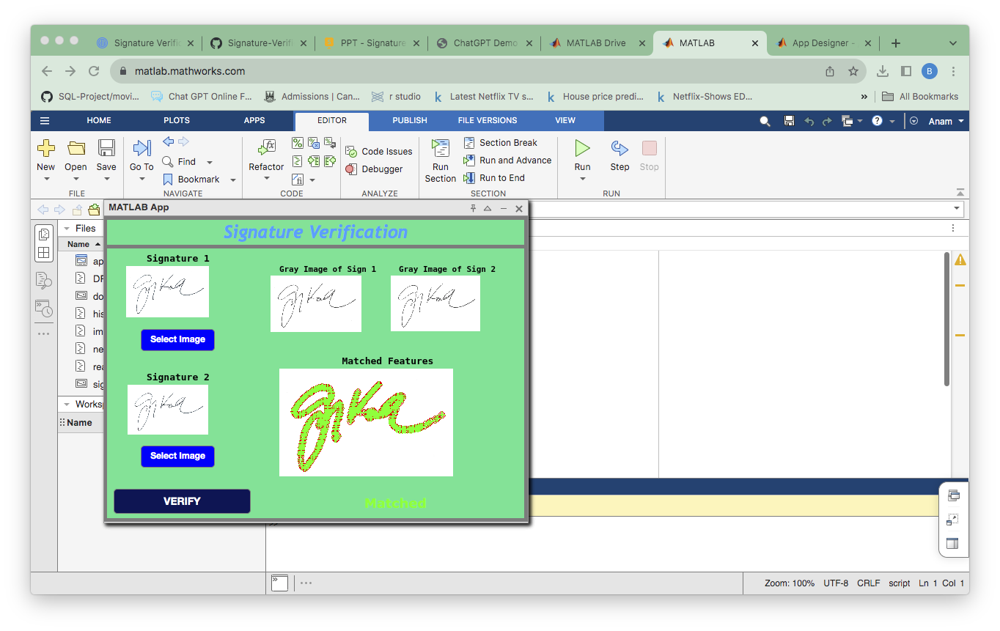 Signature Verific
Signature-Verifi
PPT - Signature
ChatGPT Demo
MATLAB Drive
MATLAB
App Designer -
matlab.mathworks.com
B
SQL-Project/movi...
Chat GPT Online F...
Admissions | Can...
r studio
Latest Netflix TV s...
House price predi...
Netflix-Shows ED...
»
All Bookmarks
HOME
PLOTS
APPS
EDITOR
PUBLISH
FILE VERSIONS
VIEW
Anam
New
Open
Save
FILE
Go To
Find
Bookmark
NAVIGATE
Refactor
CODE
Code Issues
Debugger
ANALYZE
Run Section
Section Break
Run and Advance
Run to End
SECTION
Run
Step
Stop
RUN
MATLAB App
Files
Name
ap
DF
do
his
im
ne
rea
sig
Worksp
Name
Signature Verification
Signature 1
Select Image
Signature 2
Select Image
VERIFY
Gray Image of Sign 1
Gray Image of Sign 2
Matched Features
Matched
Zoom: 100%
UTF-8
CRLF
script
Ln 1 Col 1